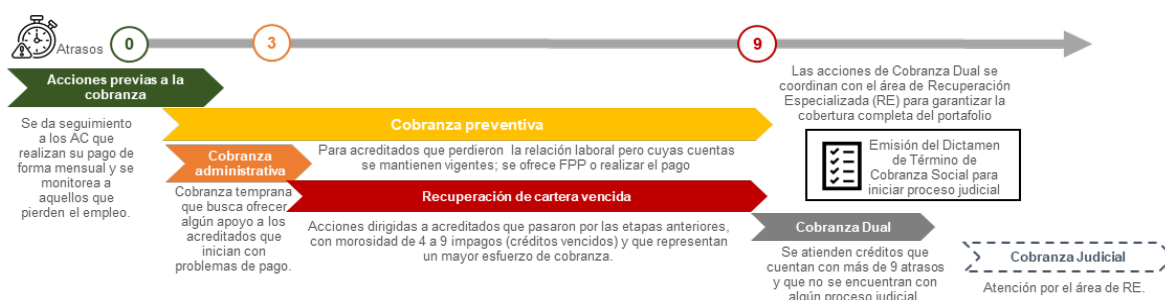 Atrasos
0
3
9
Acciones previas a la
cobranza
Se da seguimiento
a los AC que
realizan su pago de
forma mensual y se
monitorea a
aquellos que
pierden el empleo.
Cobranza preventiva
Para acreditados que perdieron la relación laboral pero cuyas cuentas
se mantienen vigentes; se ofrece FPP o realizar el pago
Cobranza
administrativa
Cobranza temprana
que busca ofrecer
algún apoyo a los
acreditados que
inician con
problemas de pago.
Recuperación de cartera vencida
Acciones dirigidas a acreditados que pasaron por las etapas anteriores,
con morosidad de 4 a 9 impagos (créditos vencidos) y que representan
un mayor esfuerzo de cobranza.
Las acciones de Cobranza Dual se
coordinan con el área de Recuperación
Especializada (RE) para garantizar la
cobertura completa del portafolio
Emisión del Dictamen
de Término de
Cobranza Social para
iniciar proceso judicial
Cobranza Dual
Se atienden créditos que
cuentan con más de 9 atrasos
y que no se encuentran con
algún proceso judicial
Cobranza Judicial
Atención por el área de RE.